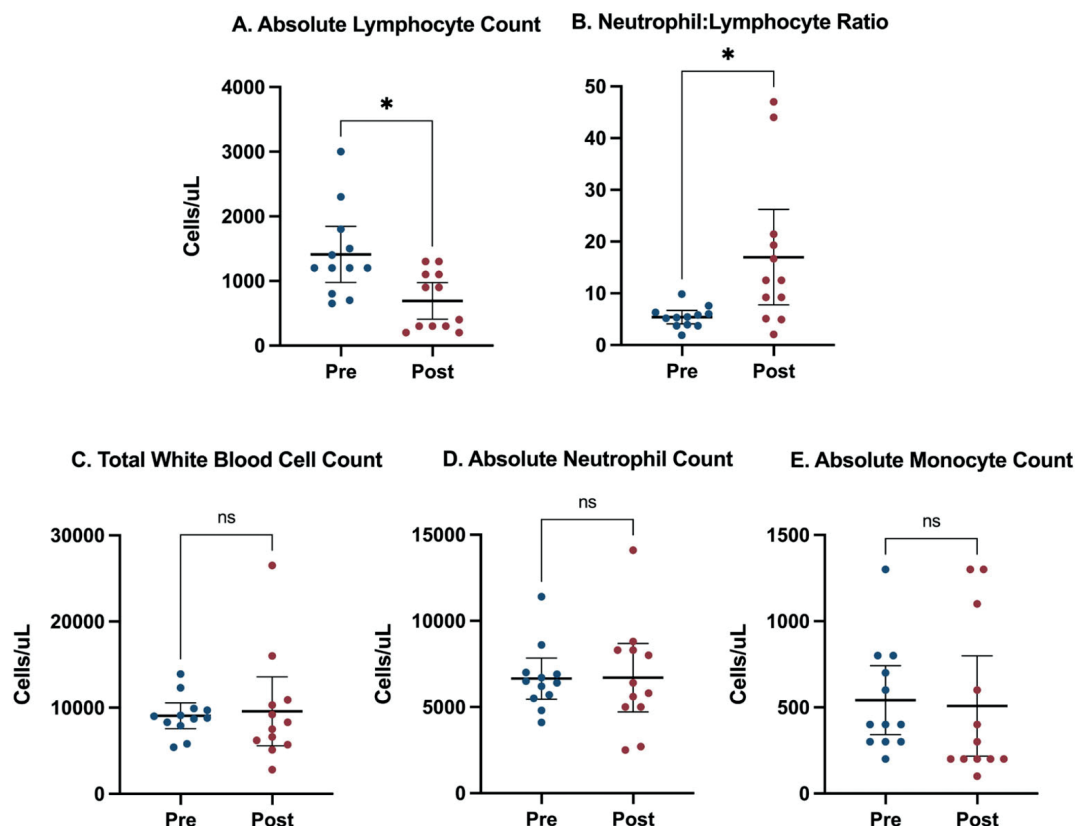 A. Absolute Lymphocyte Count
B. Neutrophil:Lymphocyte Ratio
*
*
4000
3000
2000
1000
0
Cells/uL
Pre
Post
50
40
30
20
10
0
Pre
Post
C. Total White Blood Cell Count
D. Absolute Neutrophil Count
E. Absolute Monocyte Count
ns
ns
ns
30000
20000
10000
0
Cells/uL
Pre
Post
15000
10000
5000
0
Cells/uL
Pre
Post
1500
1000
500
0
Cells/uL
Pre
Post